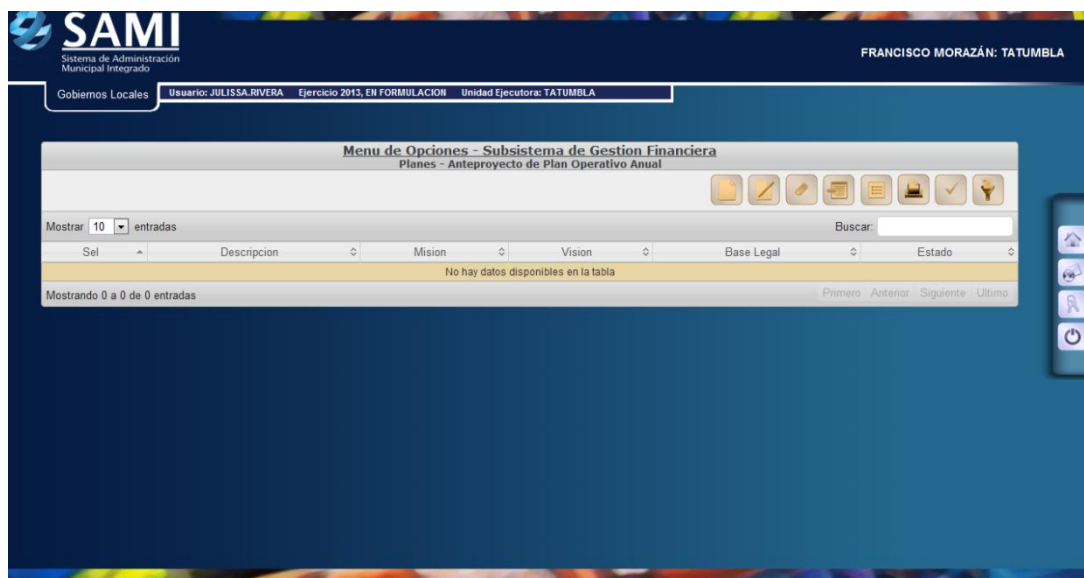 SAMI
Sistema de Administración
Municipal Integrado
FRANCISCO MORAZÁN: TATUMBLA
Gobiernos Locales
Usuario: JULISSA.RIVERA Ejercicio 2013, EN FORMULACION Unidad Ejecutora: TATUMBLA
Menu de Opciones - Subsistema de Gestion Financiera
Planes - Anteproyecto de Plan Operativo Anual
Mostrar 10 entradas
Buscar:
Sel Descripcion Mision Vision Base Legal Estado
No hay datos disponibles en la tabla
Mostrando 0 a 0 de 0 entradas
Primero Anterior Siguiente Ultimo